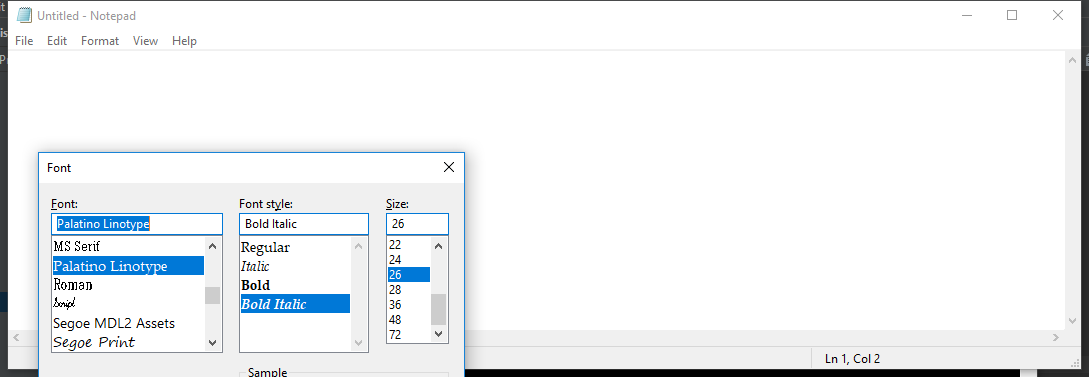 Untitled - Notepad
File Edit Format View Help
Font
Font: Font style: Size:
Palatino Linotype Bold Italic 26
MS Serif
Palatino Linotype
Roman
Script
Segoe MDL2 Assets
Segoe Print
Regular
Italic
Bold
Bold Italic
22
24
26
28
36
48
72
Sample
Ln 1, Col 2